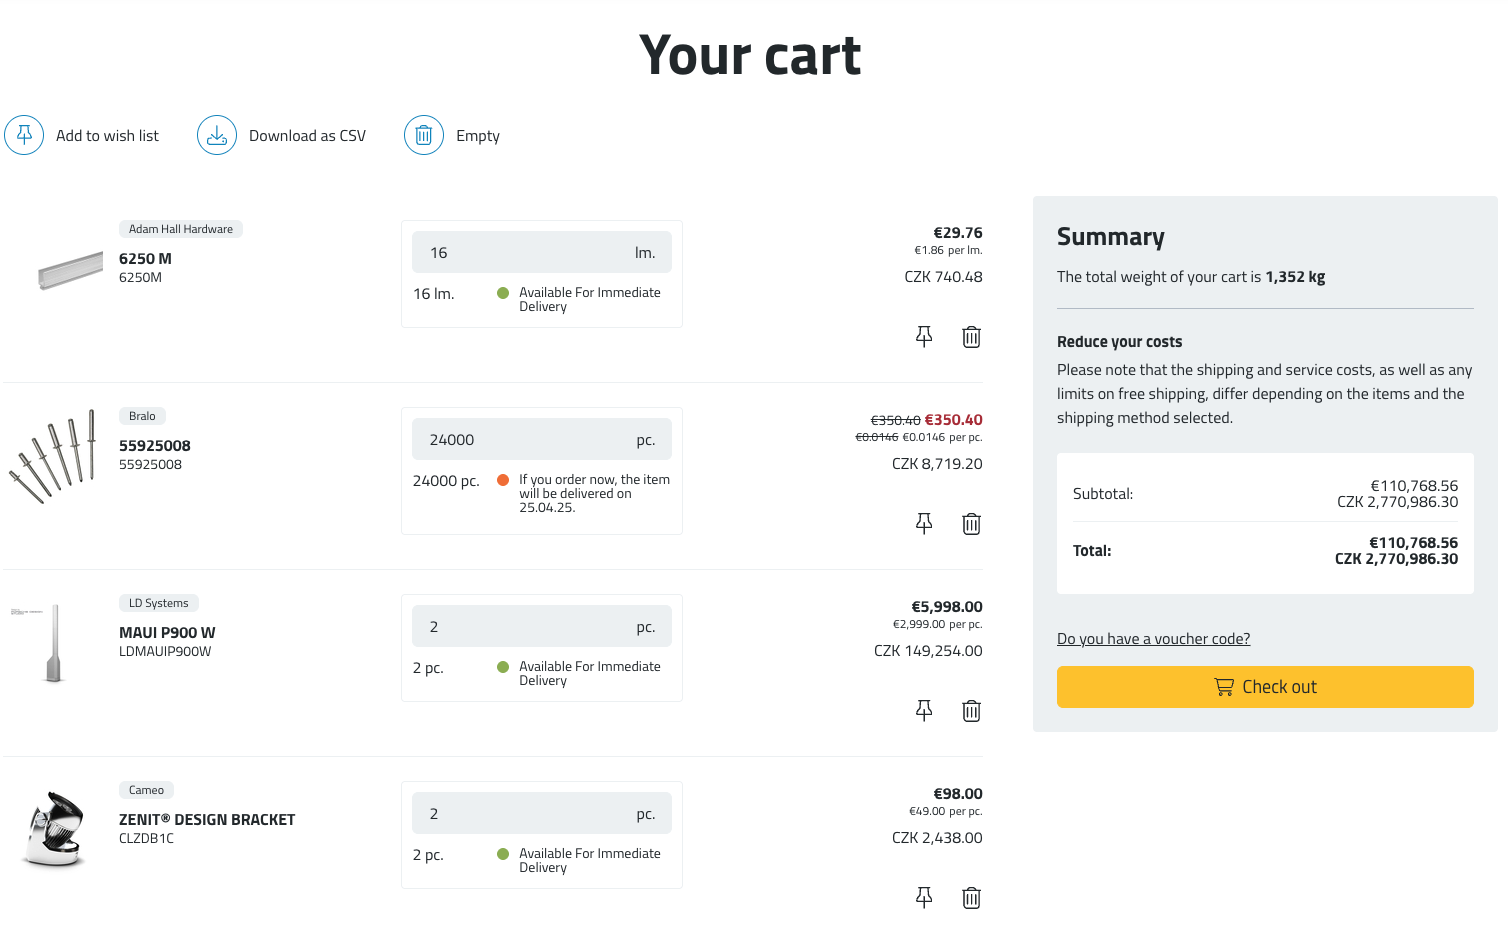 Your cart
Add to wish list
Download as CSV
Empty
Adam Hall Hardware
6250 M
6250M
16 lm.
16 lm.
Available For Immediate
Delivery
€29.76
€1.86 per lm.
CZK 740.48
Bralo
55925008
55925008
24000 pc.
24000 pc.
If you order now, the item
will be delivered on
25.04.25.
€350.40 €350.40
€0.0146 €0.0146 per pc.
CZK 8,719.20
LD Systems
MAUI P900 W
LDMAUIP900W
2 pc.
2 pc.
Available For Immediate
Delivery
€5,998.00
€2,999.00 per pc.
CZK 149,254.00
Cameo
ZENIT® DESIGN BRACKET
CLZDB1C
2 pc.
2 pc.
Available For Immediate
Delivery
€98.00
€49.00 per pc.
CZK 2,438.00
Summary
The total weight of your cart is 1,352 kg
Reduce your costs
Please note that the shipping and service costs, as well as any
limits on free shipping, differ depending on the items and the
shipping method selected.
Subtotal:
€110,768.56
CZK 2,770,986.30
Total:
€110,768.56
CZK 2,770,986.30
Do you have a voucher code?
Check out